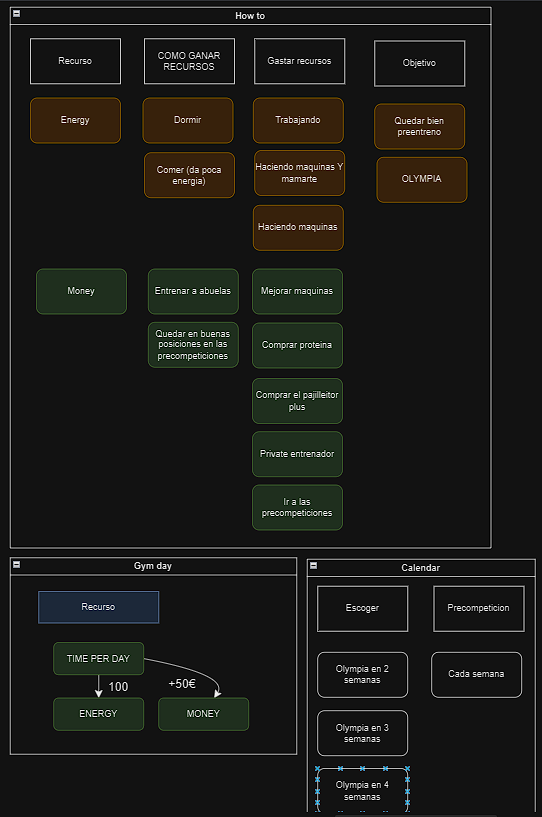 How to
Recurso
COMO GANAR
RECURSOS
Gastar recursos
Objetivo
Energy
Dormir
Trabajando
Quedar bien
preentreno
Comer (da poca
energia)
Haciendo maquinas Y
mamarte
OLYMPIA
Haciendo maquinas
Money
Entrenar a abuelas
Mejorar maquinas
Quedar en buenas
posiciones en las
precompeticiones
Comprar proteina
Comprar el pajilleitor
plus
Private entrenador
Ir a las
precompeticiones
Gym day
Recurso
TIME PER DAY
100
+50€
ENERGY
MONEY
Calendar
Escoger
Precompeticion
Olympia en 2
semanas
Cada semana
Olympia en 3
semanas
Olympia en 4
semanas